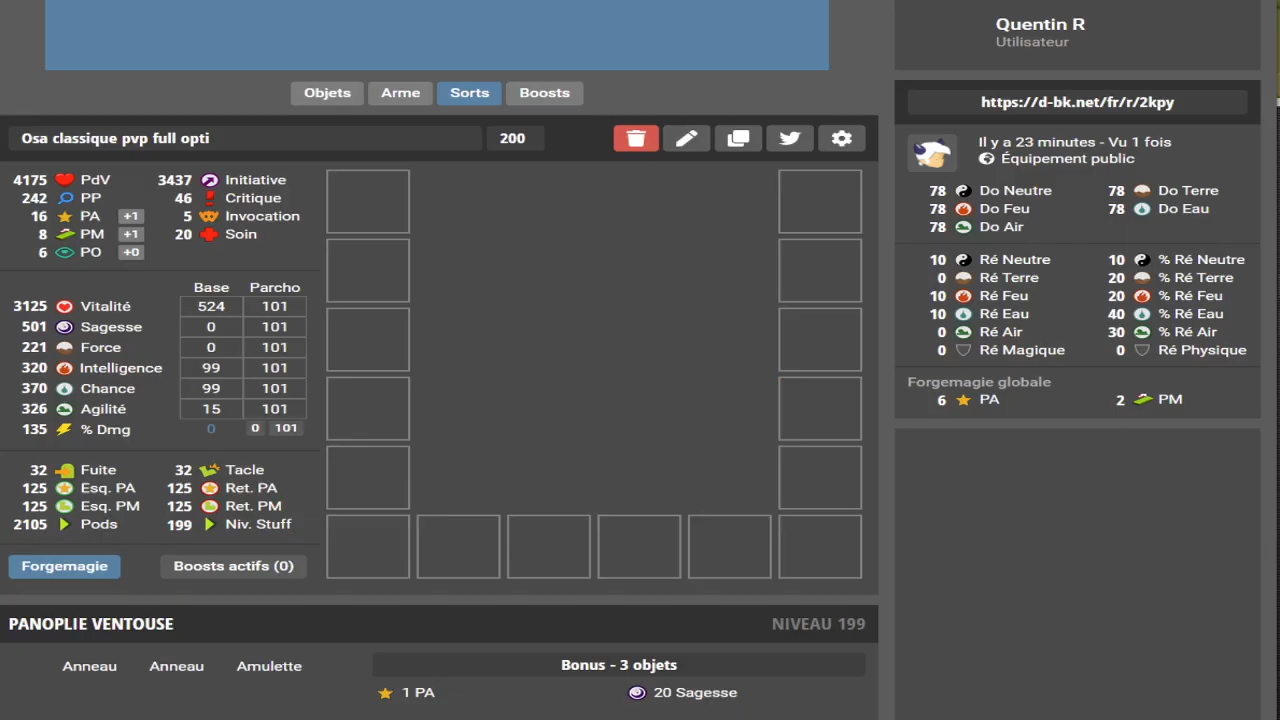 Quentin R
Utilisateur
Objets Arme Sorts Boosts
https://d-bk.net/fr/r/2kpy
Osa classique pvp full opti 200
Il y a 23 minutes - Vu 1 fois
Équipement public
4175 PdV 3437 Initiative
242 PP 46 Critique
16 PA +1 5 Invocation
8 PM +1 20 Soin
6 PO +0
78 Do Neutre 78 Do Terre
78 Do Feu 78 Do Eau
78 Do Air
10 Ré Neutre 10 % Ré Neutre
0 Ré Terre 20 % Ré Terre
10 Ré Feu 20 % Ré Feu
10 Ré Eau 40 % Ré Eau
0 Ré Air 30 % Ré Air
0 Ré Magique 0 Ré Physique
Forgemagie globale
6 PA 2 PM
Base Parcho
3125 Vitalité 524 101
501 Sagesse 0 101
221 Force 0 101
320 Intelligence 99 101
370 Chance 99 101
326 Agilité 15 101
135 % Dmg 0 0 101
32 Fuite 32 Tacle
125 Esq. PA 125 Ret. PA
125 Esq. PM 125 Ret. PM
2105 Pods 199 Niv. Stuff
Forgemagie Boosts actifs (0)
PANOPLIE VENTOUSE NIVEAU 199
Anneau Anneau Amulette Bonus - 3 objets
1 PA 20 Sagesse